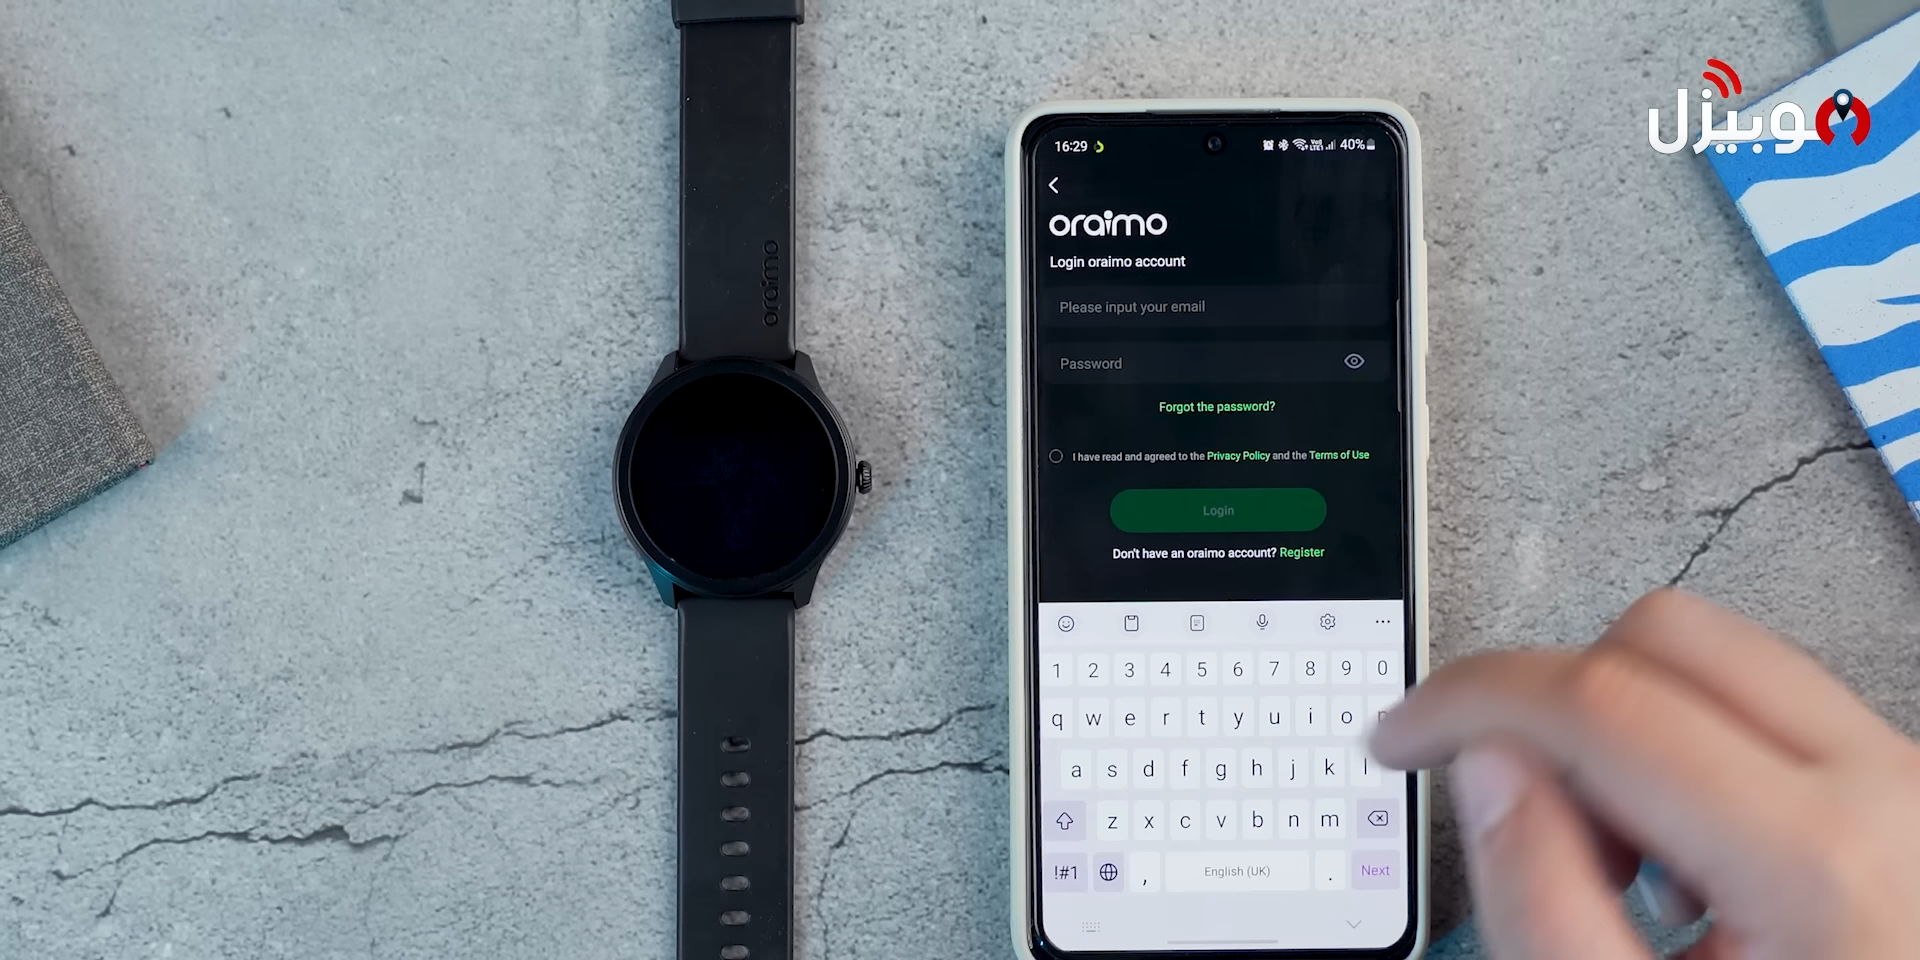 موبيزل
oraimo
16:29
Vo5 LTE1 40%
oraimo
Login oraimo account
Please input your email
Password
Forgot the password?
I have read and agreed to the Privacy Policy and the Terms of Use
Login
Don't have an oraimo account? Register
1 2 3 4 5 6 7 8 9 0
q w e r t y u i o p
a s d f g h j k l
z x c v b n m
!#1 , English (UK) . Next